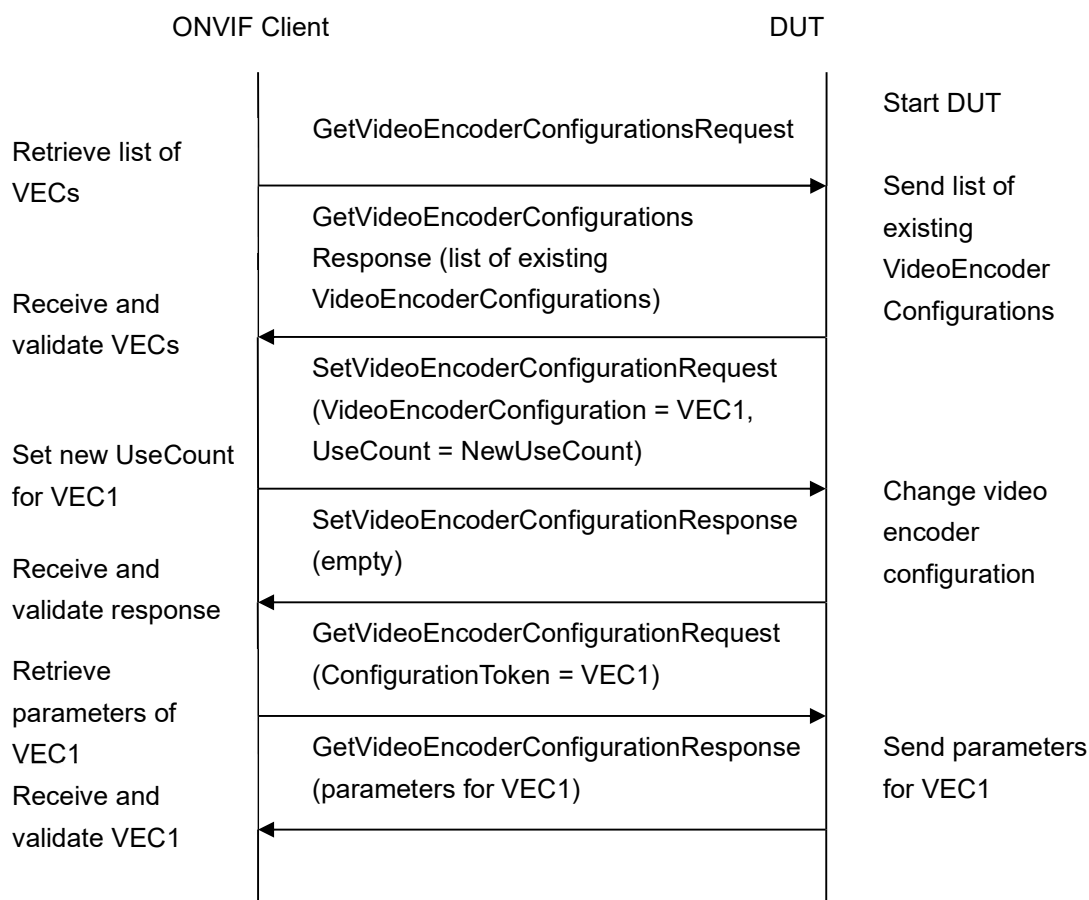 ONVIF Client
DUT
Start DUT
GetVideoEncoderConfigurationsRequest
Retrieve list of
VECs
Send list of
existing
VideoEncoder
Configurations
GetVideoEncoderConfigurations
Response (list of existing
VideoEncoderConfigurations)
Receive and
validate VECs
SetVideoEncoderConfigurationRequest
(VideoEncoderConfiguration = VEC1,
UseCount = NewUseCount)
Set new UseCount
for VEC1
Change video
encoder
configuration
SetVideoEncoderConfigurationResponse
(empty)
Receive and
validate response
GetVideoEncoderConfigurationRequest
(ConfigurationToken = VEC1)
Retrieve
parameters of
VEC1
GetVideoEncoderConfigurationResponse
(parameters for VEC1)
Send parameters
for VEC1
Receive and
validate VEC1